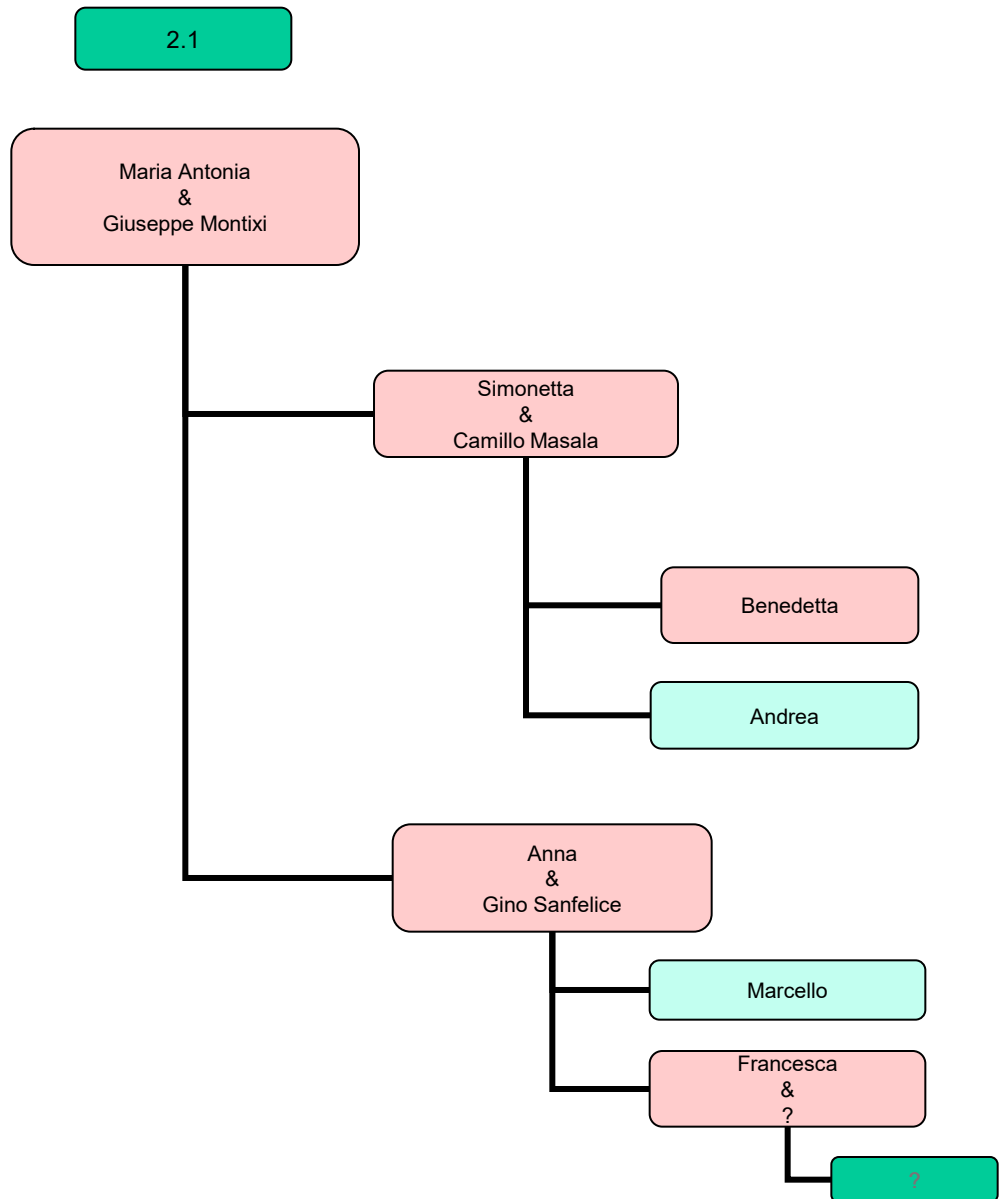 2.1
Maria Antonia
&
Giuseppe Montixi
Simonetta
&
Camillo Masala
Benedetta
Andrea
Anna
&
Gino Sanfelice
Marcello
Francesca
&
?
?